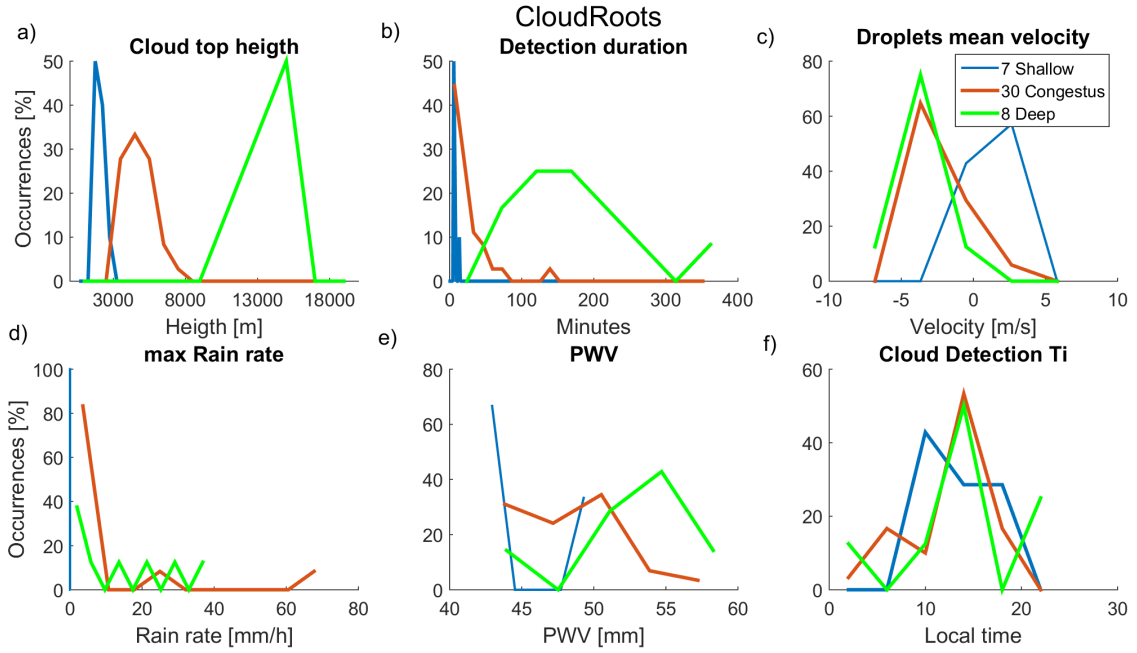 CloudRoots
a)
Cloud top heigth
50
40
30
20
10
0
Occurrences [%]
3000 8000 13000 18000
Heigth [m]
b)
Detection duration
50
40
30
20
10
0
0 100 200 300 400
Minutes
c)
Droplets mean velocity
7 Shallow
30 Congestus
8 Deep
80
60
40
20
0
-10 -5 0 5 10
Velocity [m/s]
d)
max Rain rate
100
80
60
40
20
0
Occurrences [%]
0 20 40 60 80
Rain rate [mm/h]
e)
PWV
80
60
40
20
0
40 45 50 55 60
PWV [mm]
f)
Cloud Detection Ti
60
40
20
0
0 10 20 30
Local time